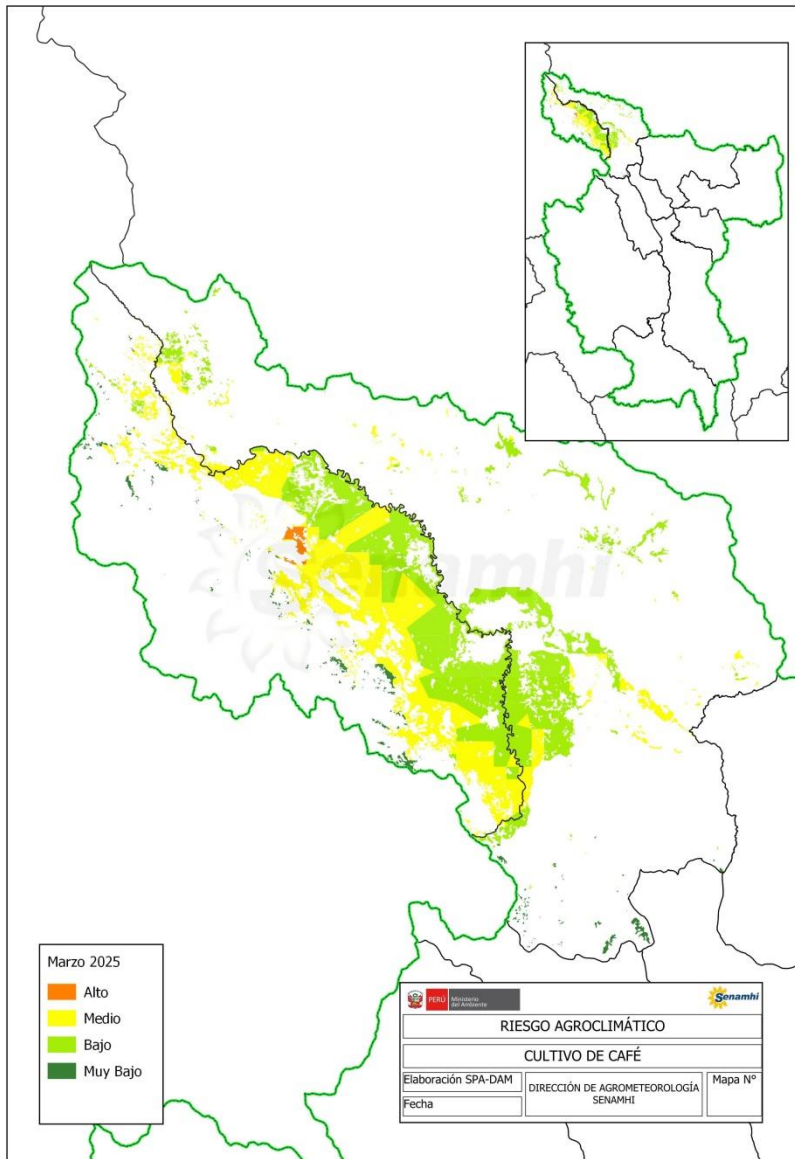 Senamhi
Marzo 2025
Alto
Medio
Bajo
Muy Bajo
PERÚ
Ministerio
del Ambiente
Senamhi
RIESGO AGROCLIMÁTICO
CULTIVO DE CAFÉ
Elaboración SPA-DAM
Fecha
DIRECCIÓN DE AGROMETEOROLOGÍA
SENAMHI
Mapa N°